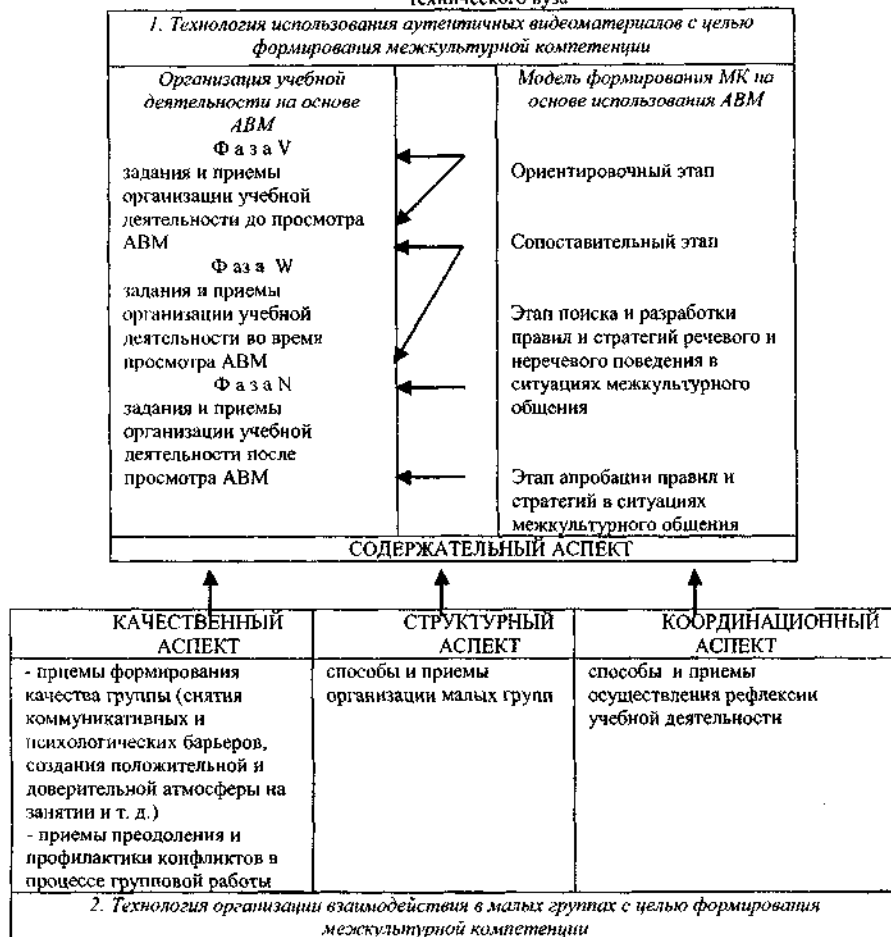 технического вуза
1. Технология использования аутентичных видеоматериалов с целью
формирования межкультурной компетенции
Организация учебной
деятельности на основе
АВМ
Ф а з а V
задания и приемы
организации учебной
деятельности до просмотра
АВМ
Ф а з а W
задания и приемы
организации учебной
деятельности во время
просмотра АВМ
Ф а з а N
задания и приемы
организации учебной
деятельности после
просмотра АВМ
Модель формирования МК на
основе использования АВМ
Ориентировочный этап
Сопоставительный этап
Этап поиска и разработки
правил и стратегий речевого и
неречевого поведения в
ситуациях межкультурного
общения
Этап апробации правил и
стратегий в ситуациях
межкультурного общения
СОДЕРЖАТЕЛЬНЫЙ АСПЕКТ
КАЧЕСТВЕННЫЙ
АСПЕКТ
- приемы формирования
качества группы (снятия
коммуникативных и
психологических барьеров,
создания положительной и
доверительной атмосферы на
занятии и т. д.)
- приемы преодоления и
профилактики конфликтов в
процессе групповой работы
СТРУКТУРНЫЙ
АСПЕКТ
способы и приемы
организации малых групп
КООРДИНАЦИОННЫЙ
АСПЕКТ
способы и приемы
осуществления рефлексии
учебной деятельности
2. Технология организации взаимодействия в малых группах с целью формирования
межкультурной компетенции